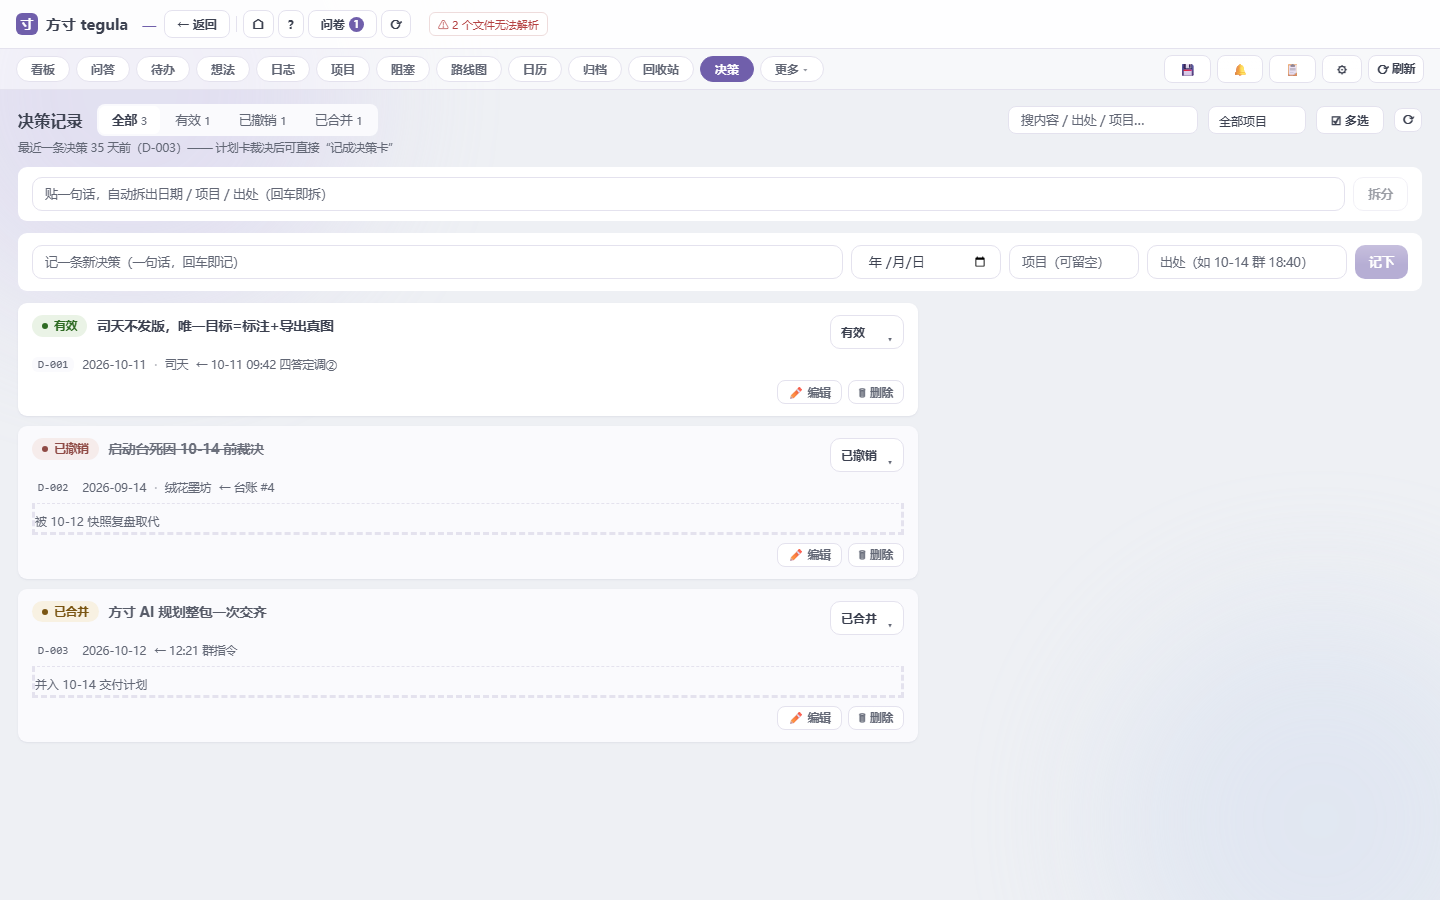 寸 方寸 tegula — ← 返回 ? 问卷 1 ⚠ 2 个文件无法解析
看板 问答 待办 想法 日志 项目 阻塞 路线图 日历 归档 回收站 决策 更多 刷新
决策记录 全部 3 有效 1 已撤销 1 已合并 1 搜内容 / 出处 / 项目... 全部项目 多选
最近一条决策 35 天前（D-003）—— 计划卡裁决后可直接“记成决策卡”
贴一句话，自动拆出日期 / 项目 / 出处（回车即拆） 拆分
记一条新决策（一句话，回车即记） 年 /月/日 项目（可留空） 出处（如 10-14 群 18:40） 记下
有效 司天不发版，唯一目标=标注+导出真图 有效
D-001 2026-10-11 · 司天 ← 10-11 09:42 四答定调②
编辑 删除
已撤销 启动台死因 10-14 前裁决 已撤销
D-002 2026-09-14 · 绒花墨坊 ← 台账 #4
被 10-12 快照复盘取代
编辑 删除
已合并 方寸 AI 规划整包一次交齐 已合并
D-003 2026-10-12 ← 12:21 群指令
并入 10-14 交付计划
编辑 删除